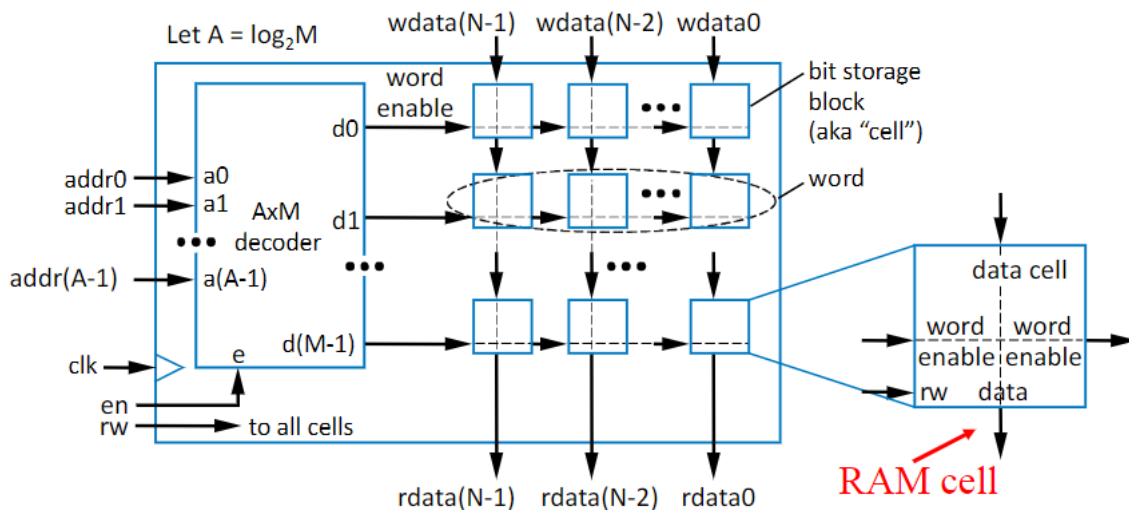 Let A = log₂M
wdata(N-1) wdata(N-2) wdata0
word
enable
bit storage
block
(aka “cell”)
d0
addr0
addr1
a0
a1
AxM
decoder
d1
word
addr(A-1)
a(A-1)
data cell
d(M-1)
word word
enable enable
clk
e
rw data
en
rw
to all cells
RAM cell
rdata(N-1) rdata(N-2) rdata0